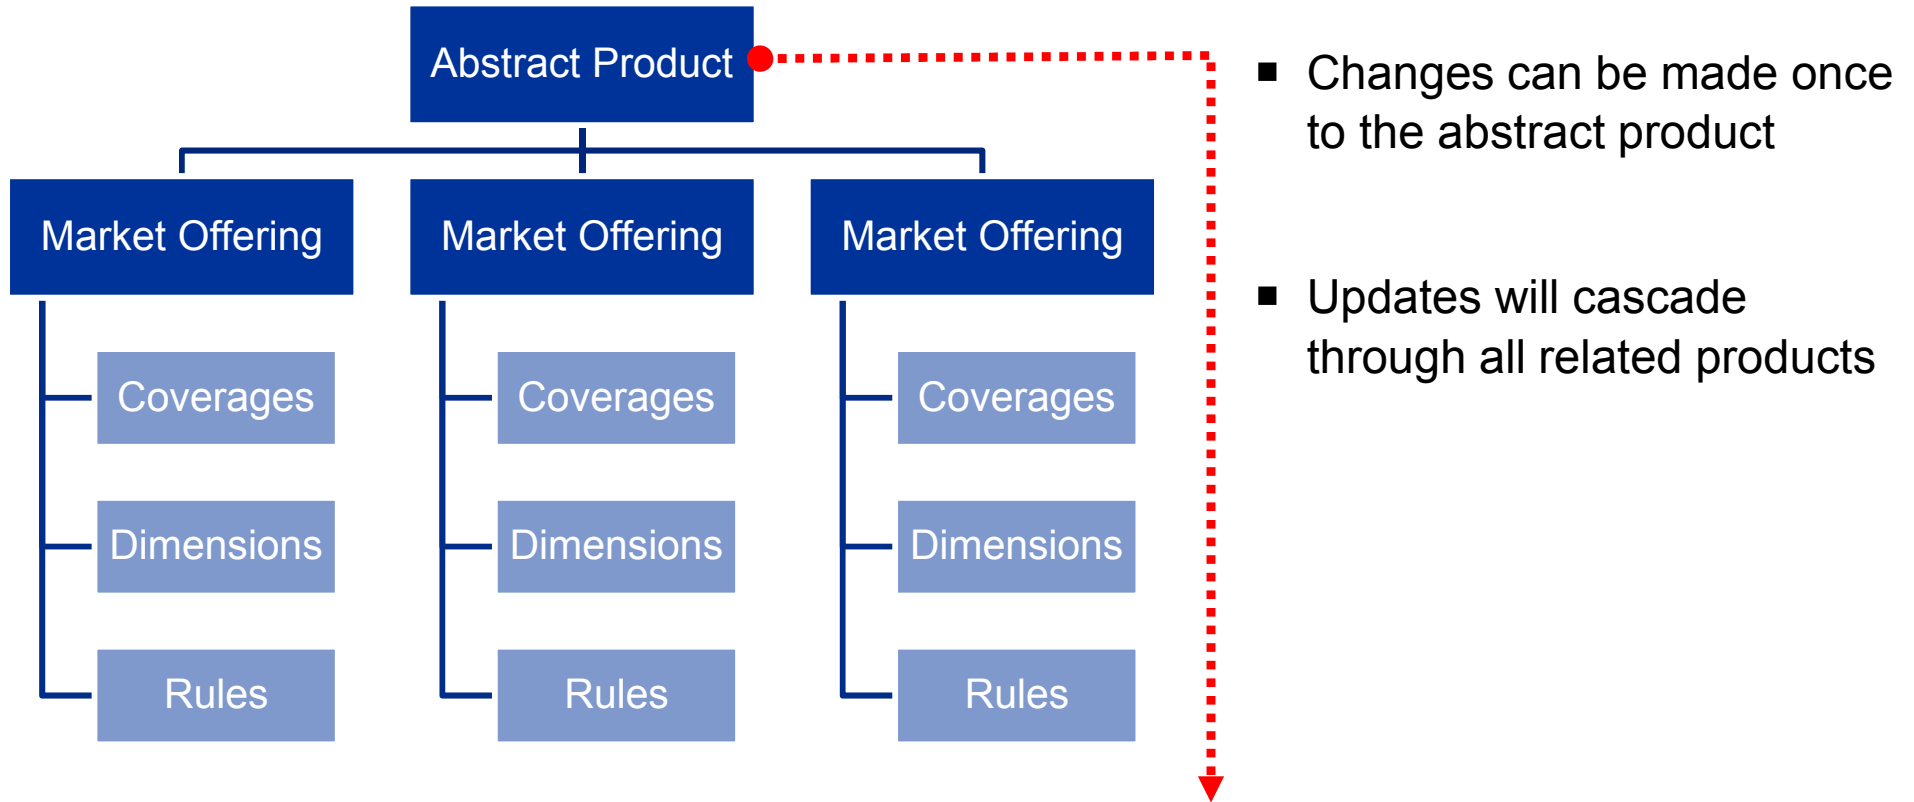 Abstract Product
Market Offering
Market Offering
Market Offering
Coverages
Coverages
Coverages
Dimensions
Dimensions
Dimensions
Rules
Rules
Rules
Changes can be made once
to the abstract product
Updates will cascade
through all related products